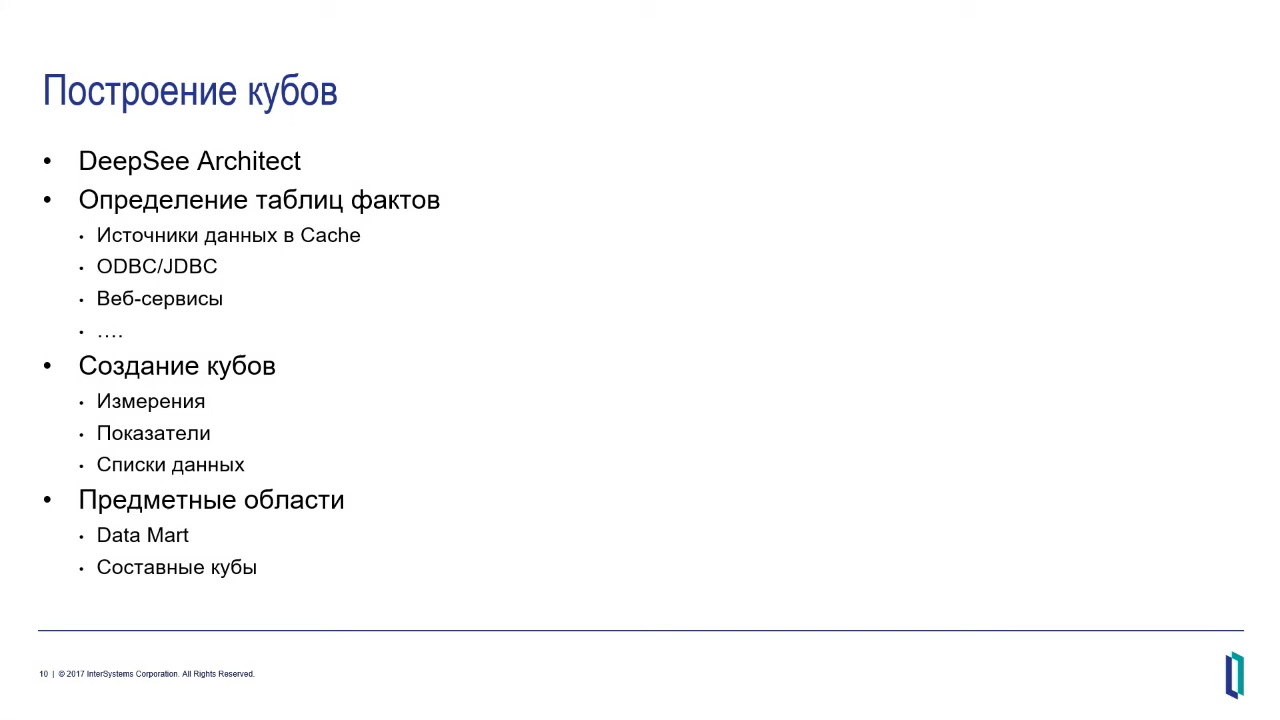 Построение кубов
• DeepSee Architect
• Определение таблиц фактов
• Источники данных в Cache
• ODBC/JDBC
• Веб-сервисы
• ….
• Создание кубов
• Измерения
• Показатели
• Списки данных
• Предметные области
• Data Mart
• Составные кубы
10 | © 2017 InterSystems Corporation. All Rights Reserved.